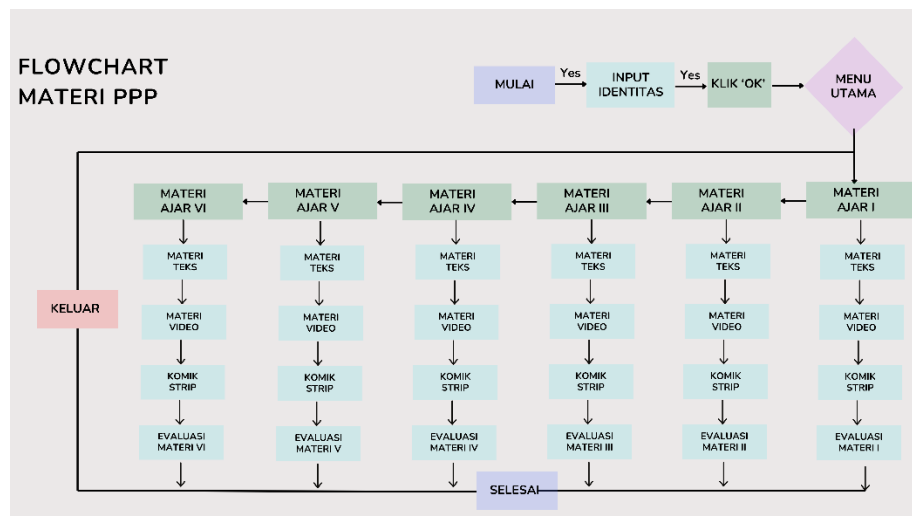 FLOWCHART
MATERI PPP
MULAI
Yes
INPUT
IDENTITAS
Yes
KLIK ‘OK’
MENU
UTAMA
MATERI
AJAR VI
MATERI
AJAR V
MATERI
AJAR IV
MATERI
AJAR III
MATERI
AJAR II
MATERI
AJAR I
MATERI
TEKS
MATERI
TEKS
MATERI
TEKS
MATERI
TEKS
MATERI
TEKS
MATERI
TEKS
KELUAR
MATERI
VIDEO
MATERI
VIDEO
MATERI
VIDEO
MATERI
VIDEO
MATERI
VIDEO
MATERI
VIDEO
KOMIK
STRIP
KOMIK
STRIP
KOMIK
STRIP
KOMIK
STRIP
KOMIK
STRIP
KOMIK
STRIP
EVALUASI
MATERI VI
EVALUASI
MATERI V
EVALUASI
MATERI IV
EVALUASI
MATERI III
EVALUASI
MATERI II
EVALUASI
MATERI I
SELESAI